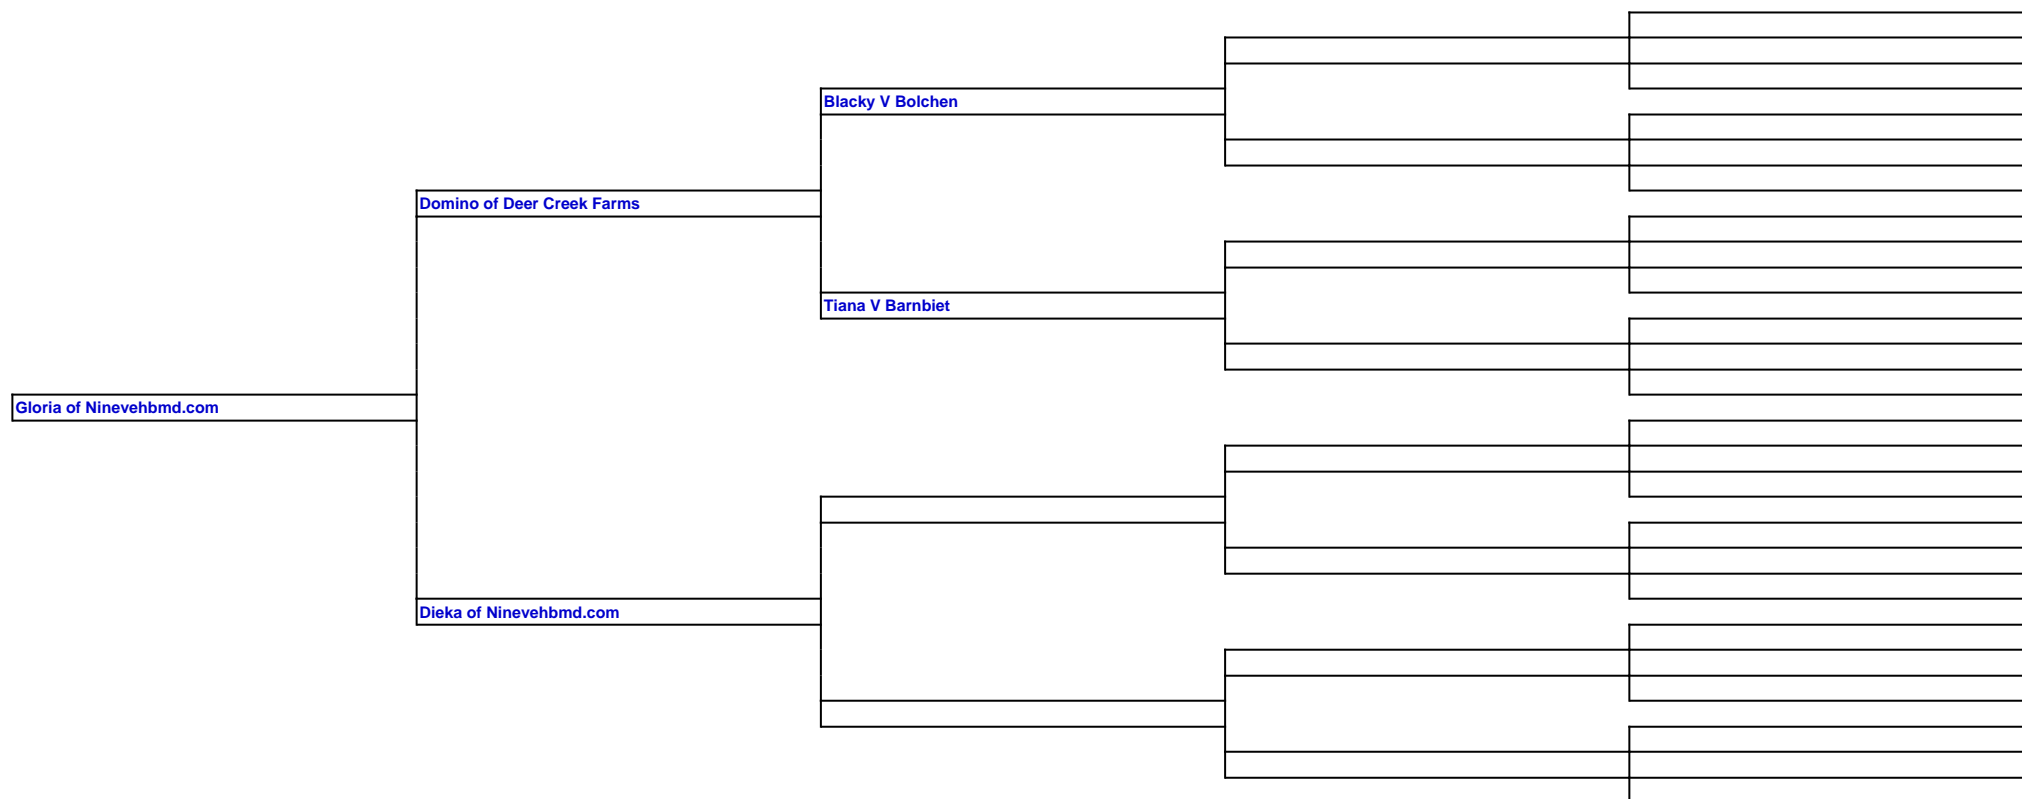 Blacky V Bolchen
Domino of Deer Creek Farms
Tiana V Barnbiet
Gloria of Ninevehbmd.com
Dieka of Ninevehbmd.com